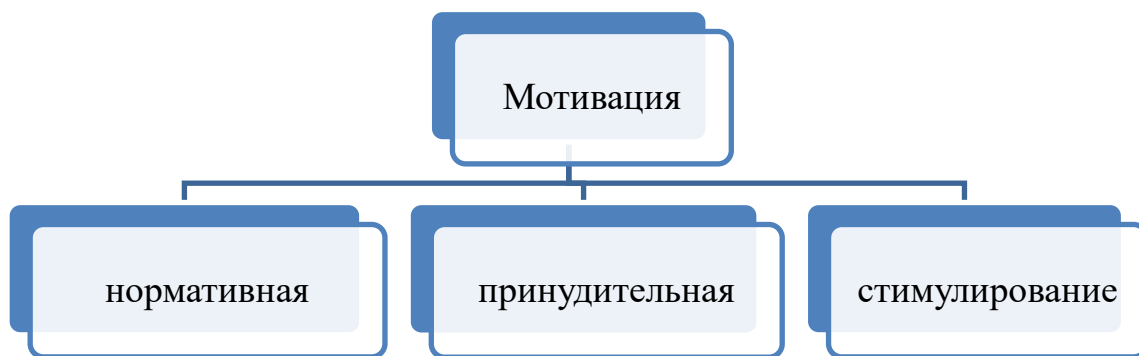 Мотивация
нормативная
принудительная
стимулирование